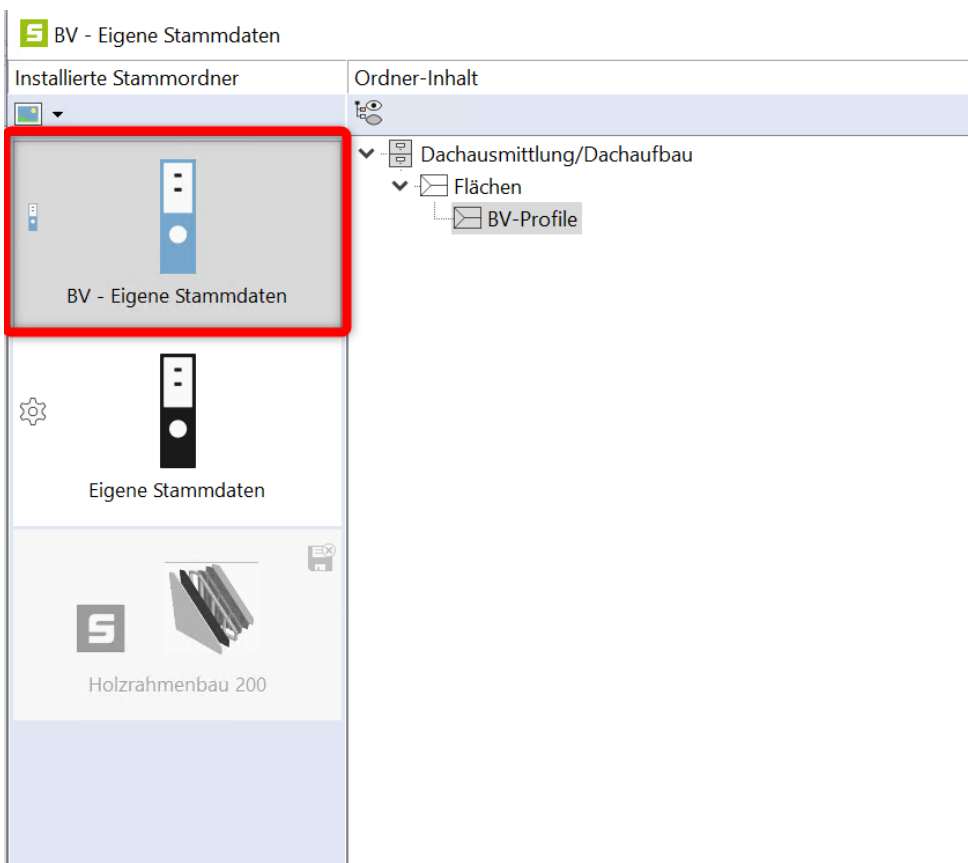 BV - Eigene Stammdaten
Installierte Stammordner
Ordner-Inhalt
Dachausmittlung/Dachaufbau
Flächen
BV-Profile
BV - Eigene Stammdaten
Eigene Stammdaten
Holzrahmenbau 200